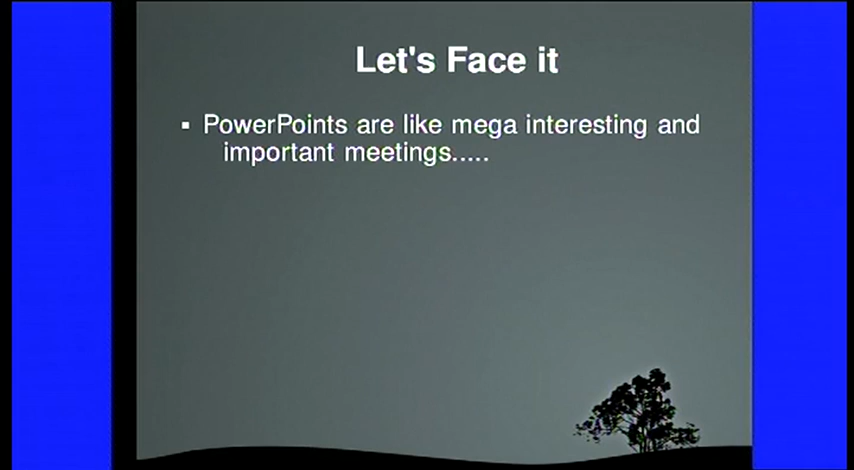 Let's Face it
▪ PowerPoints are like mega interesting and
important meetings.....